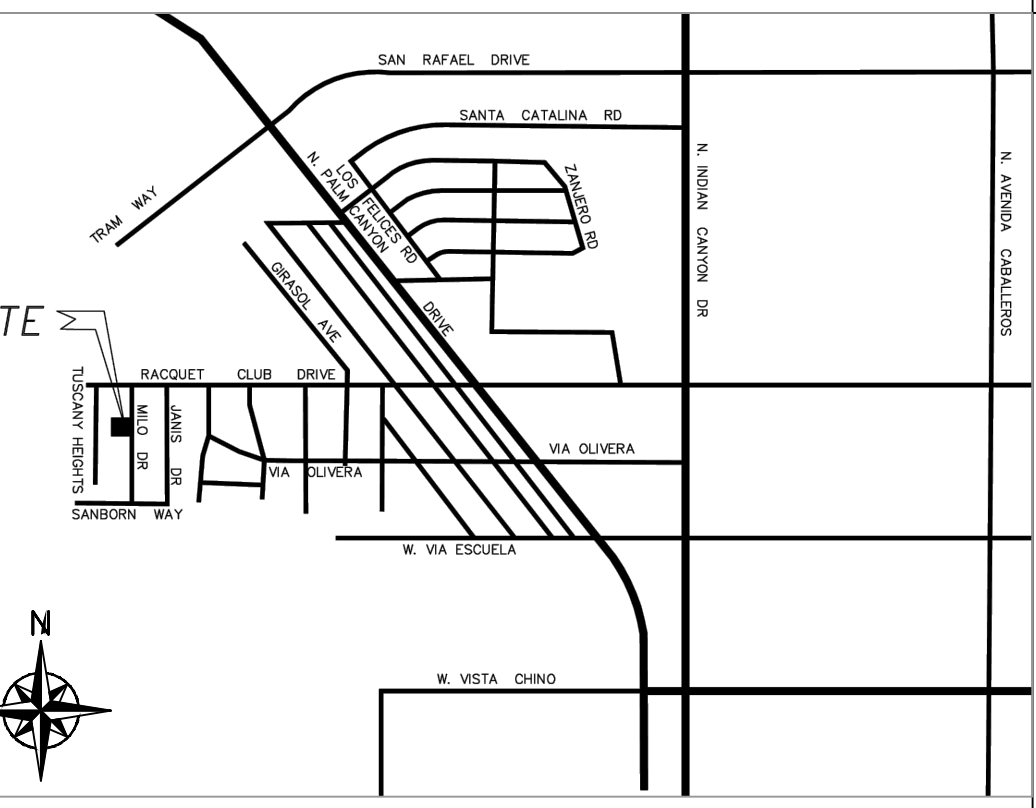 SAN RAFAEL DRIVE
SANTA CATALINA RD
N. PALM CANYON
DRIVE
LOS FELICES RD
ZANJERO RD
N. INDIAN CANYON DR
N. AVENIDA CABALLEROS
TRAM WAY
GIRASOL AVE
TE
RACQUET CLUB DRIVE
TUSCANY HEIGHTS
MILO DR
JANIS DR
VIA OLIVERA
VIA OLIVERA
SANBORN WAY
W. VIA ESCUELA
N
W. VISTA CHINO